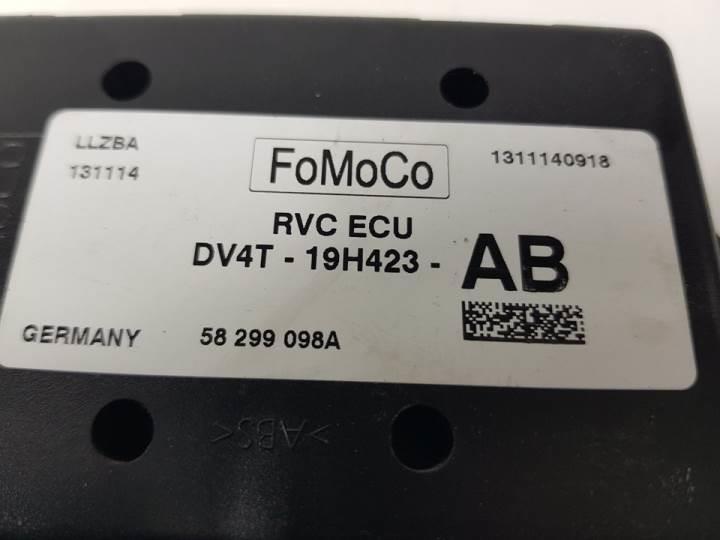 LLZBA
131114
FoMoCo
1311140918
RVC ECU
DV4T - 19H423 - AB
GERMANY
58 299 098A
>ABS<